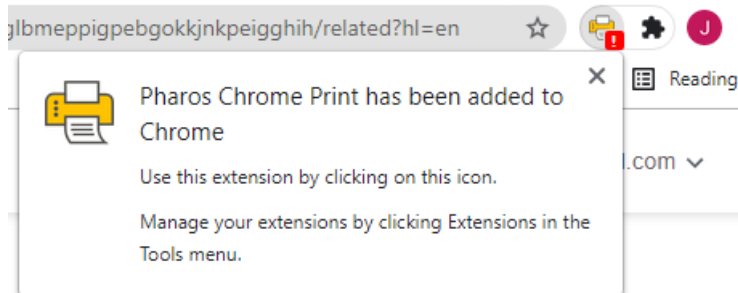 glbmeppigpebgokkjnkpeigghih/related?hl=en
J
Pharos Chrome Print has been added to
Chrome
Reading
Use this extension by clicking on this icon.
l.com
Manage your extensions by clicking Extensions in the
Tools menu.